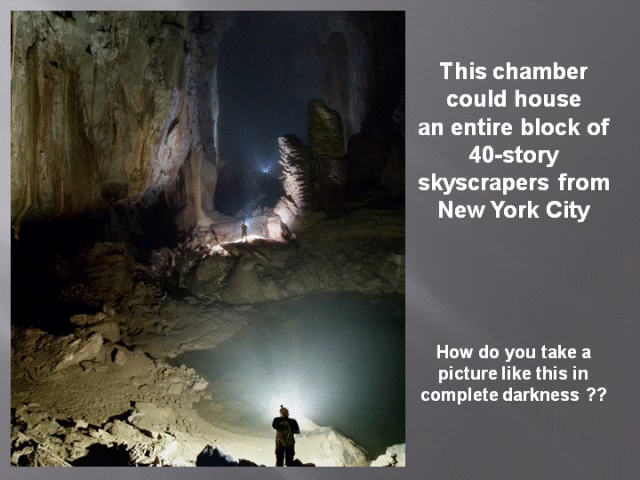 This chamber
could house
an entire block of
40-story
skyscrapers from
New York City
How do you take a
picture like this in
complete darkness ??